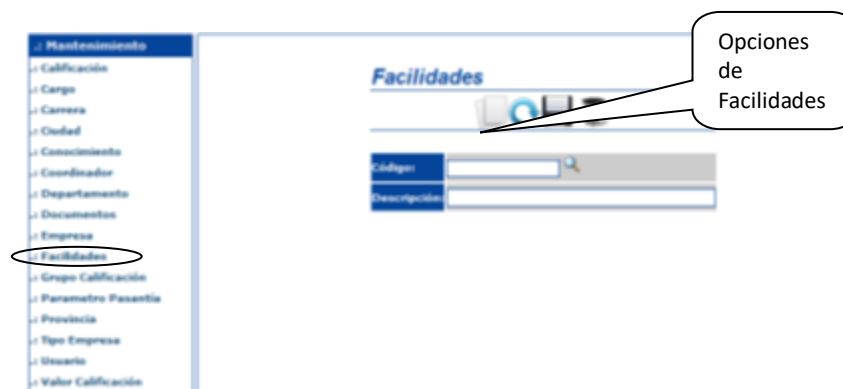 .: Mantenimiento
.: Calificación
.: Cargo
.: Carrera
.: Ciudad
.: Conocimiento
.: Coordinador
.: Departamento
.: Documentos
.: Empresa
.: Facilidades
.: Grupo Calificación
.: Parametro Pasantía
.: Provincia
.: Tipo Empresa
.: Usuario
.: Valor Calificación
Facilidades
Código:
Descripción:
Opciones
de
Facilidades